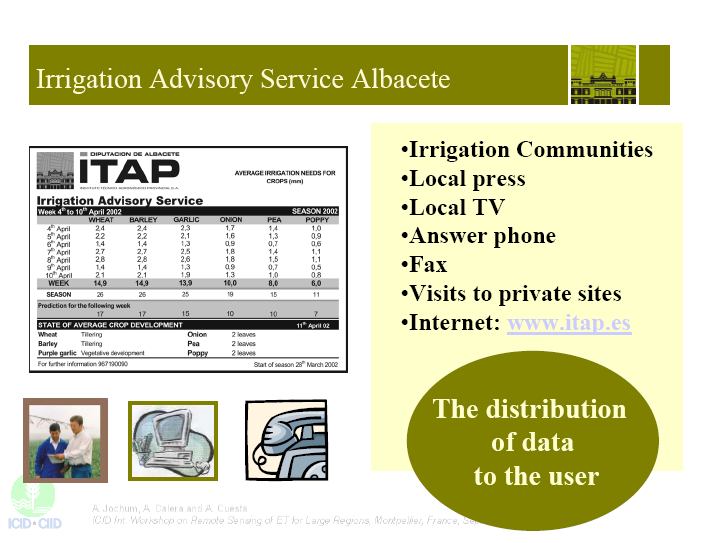 Irrigation Advisory Service Albacete
DIPUTACION DE ALBACETE
ITAP
INSTITUTO TÉCNICO AGRONÓMICO PROVINCIAL, S.A.
AVERAGE IRRIGATION NEEDS FOR
CROPS (mm)
Irrigation Advisory Service
Week 4th to 10th April 2002 SEASON 2002
WHEAT BARLEY GARLIC ONION PEA POPPY
4th April 2,4 2,4 2,3 1,7 1,4 1,0
5th April 2,2 2,2 2,1 1,6 1,3 0,9
6th April 1,4 1,4 1,3 0,9 0,7 0,6
7th April 2,7 2,7 2,5 1,8 1,4 1,1
8th April 2,8 2,8 2,6 1,8 1,5 1,1
9th April 1,4 1,4 1,3 0,9 0,7 0,5
10th April 2,1 2,1 1,9 1,3 1,0 0,8
WEEK 14,9 14,9 13,9 10,0 8,0 6,0
SEASON 26 26 25 19 15 11
Prediction for the following week
17 17 15 10 10 7
STATE OF AVERAGE CROP DEVELOPMENT 11th April 02
Wheat Tillering Onion 2 leaves
Barley Tillering Pea 2 leaves
Purple garlic Vegetative development Poppy 2 leaves
For further information 967190090 Start of season 28th March 2002
•Irrigation Communities
•Local press
•Local TV
•Answer phone
•Fax
•Visits to private sites
•Internet: www.itap.es
The distribution
of data
to the user
ICID•CIID
A. Jochum, A. Calera and A. Cuesta
ICID Int. Workshop on Remote Sensing of ET for Large Regions, Montpellier, France,